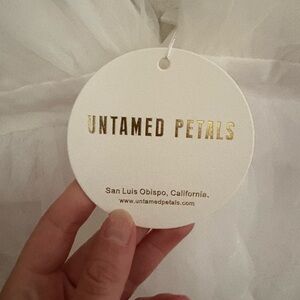 UNTAMED PETALS
San Luis Obispo, California.
www.untamedpetals.com